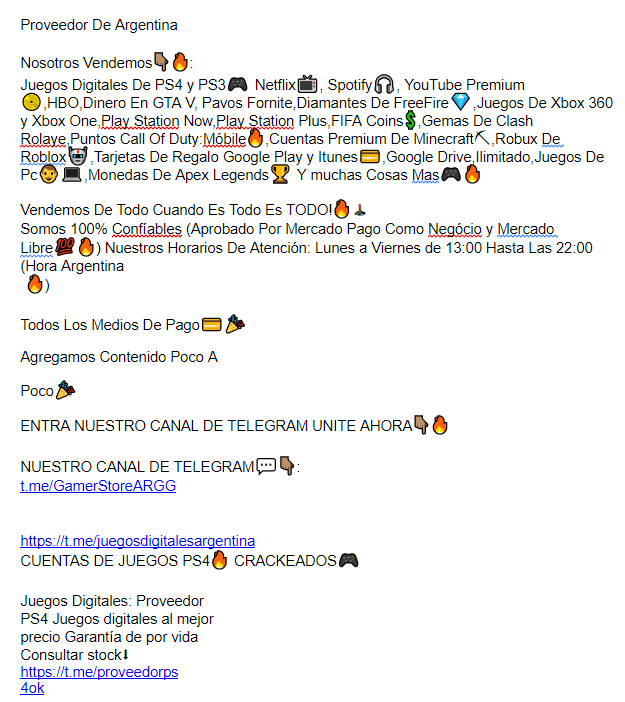 Proveedor De Argentina
Nosotros Vendemos👇🏽🔥:
Juegos Digitales De PS4 y PS3🎮 Netflix📺, Spotify🎧, YouTube Premium
📀,HBO,Dinero En GTA V, Pavos Fornite,Diamantes De FreeFire💎,Juegos De Xbox 360
y Xbox One,Play Station Now,Play Station Plus,FIFA Coins💲,Gemas De Clash
Rolaye,Puntos Call Of Duty:Móbile🔥,Cuentas Premium De Minecraft⛏,Robux De
Roblox🤖,Tarjetas De Regalo Google Play y Itunes💳,Google Drive,Ilimitado,Juegos De
Pc👨💻,Monedas De Apex Legends🏆 Y muchas Cosas Mas🎮🔥
Vendemos De Todo Cuando Es Todo Es TODO!🔥🕹
Somos 100% Confíables (Aprobado Por Mercado Pago Como Negócio y Mercado
Libre💯🔥) Nuestros Horarios De Atención: Lunes a Viernes de 13:00 Hasta Las 22:00
(Hora Argentina
🔥)
Todos Los Medios De Pago💳🎉
Agregamos Contenido Poco A
Poco🎉
ENTRA NUESTRO CANAL DE TELEGRAM UNITE AHORA👇🏽🔥
NUESTRO CANAL DE TELEGRAM💬👇🏽:
t.me/GamerStoreARGG
https://t.me/juegosdigitalesargentina
CUENTAS DE JUEGOS PS4🔥 CRACKEADOS🎮
Juegos Digitales: Proveedor
PS4 Juegos digitales al mejor
precio Garantía de por vida
Consultar stock⬇
https://t.me/proveedorps
4ok